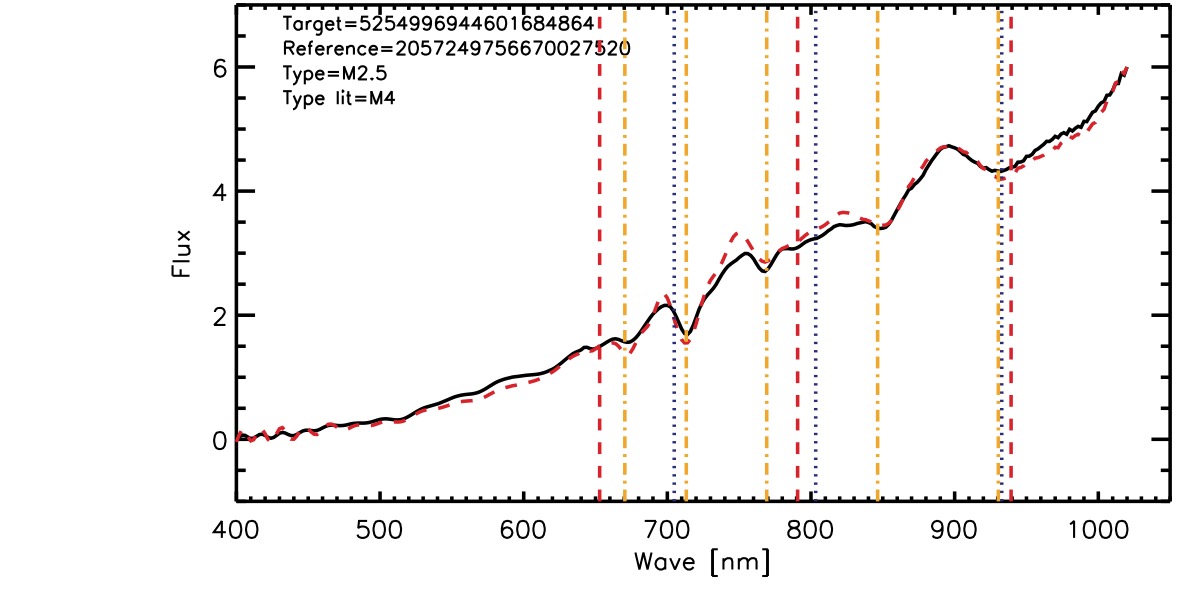 Target=5254996944601684864
Reference=2057249756670027520
Type=M2.5
Type lit=M4
6
4
2
0
Flux
400 500 600 700 800 900 1000
Wave [nm]